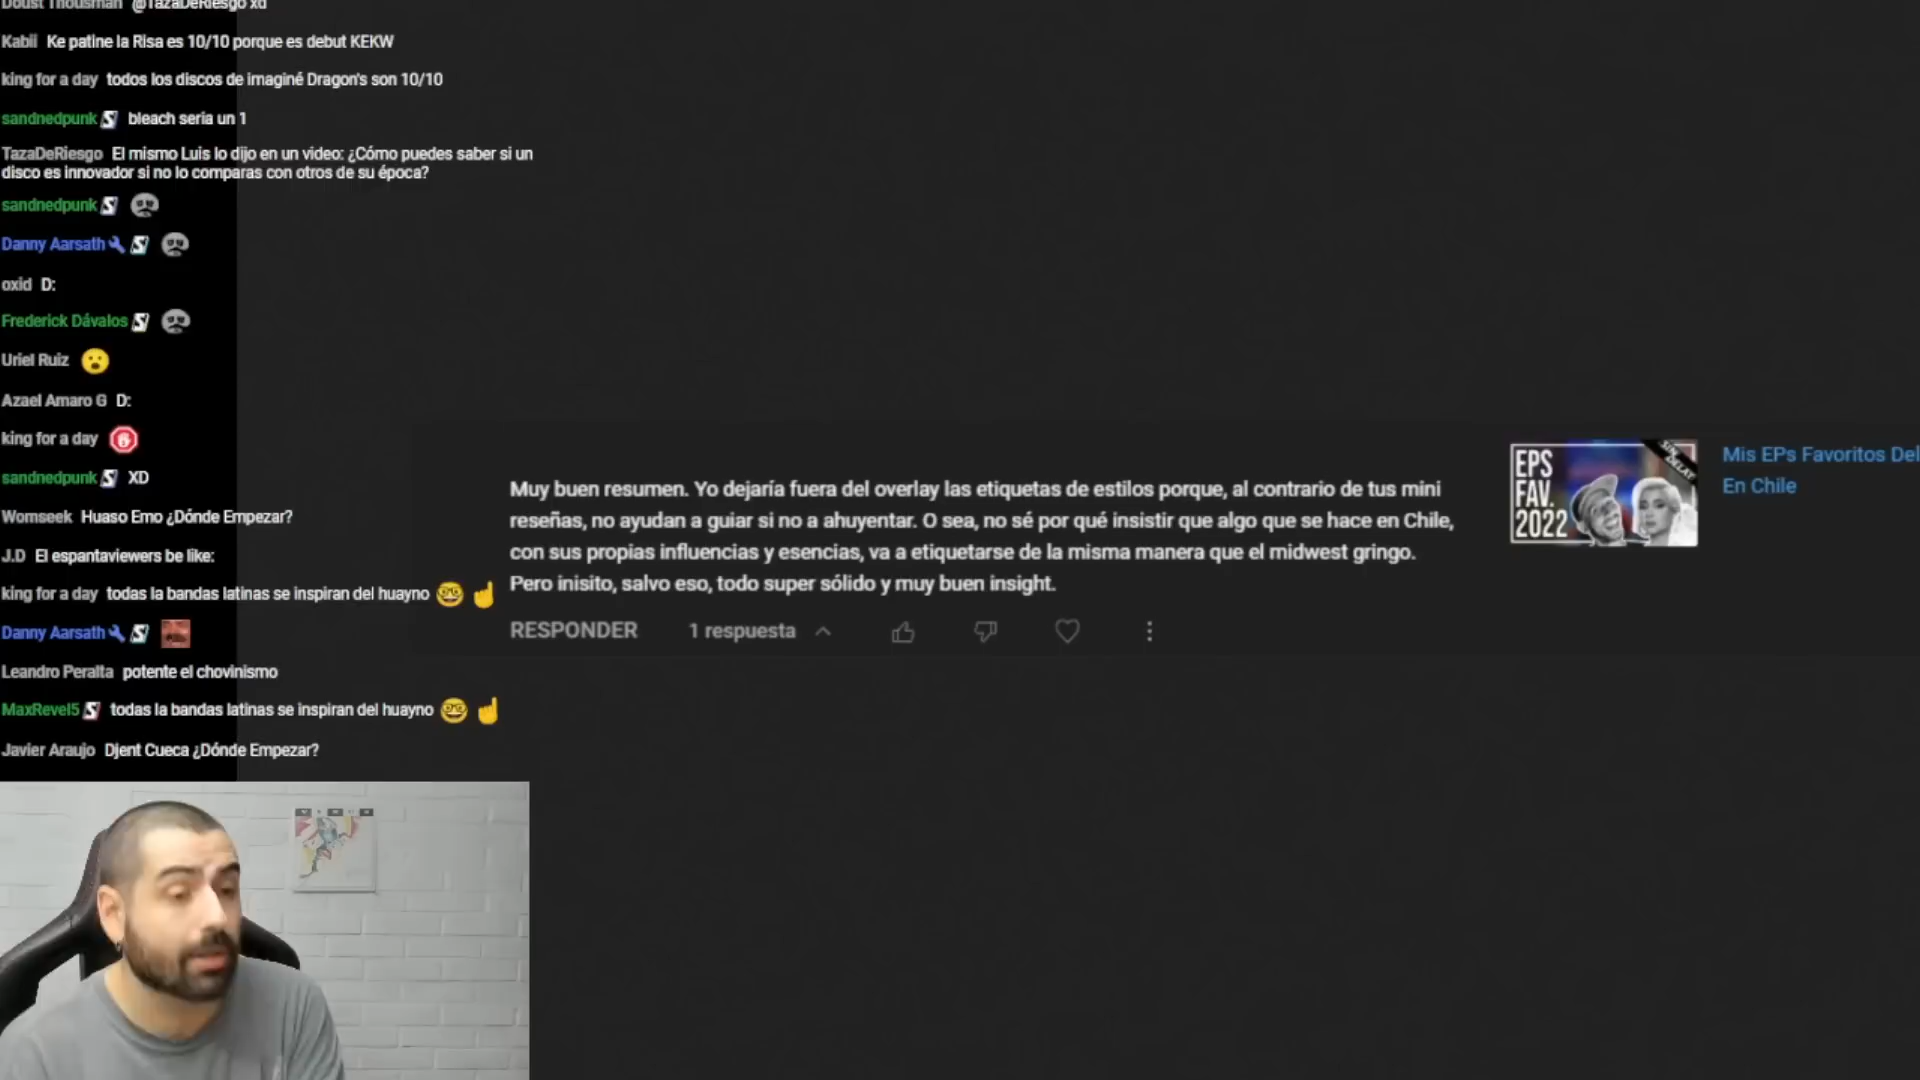 Doust Thousman @TazaDeRiesgo xd
Kabii Ke patine la Risa es 10/10 porque es debut KEKW
king for a day todos los discos de imaginé Dragon's son 10/10
sandnedpunk bleach seria un 1
TazaDeRiesgo El mismo Luis lo dijo en un video: ¿Cómo puedes saber si un
disco es innovador si no lo comparas con otros de su época?
sandnedpunk
Danny Aarsath
oxid D:
Frederick Dávalos
Uriel Ruiz
Azael Amaro G D:
king for a day
sandnedpunk XD
Womseek Huaso Emo ¿Dónde Empezar?
J.D El espantaviewers be like:
king for a day todas la bandas latinas se inspiran del huayno 🤓 ☝
Danny Aarsath
Leandro Peralta potente el chovinismo
MaxRevel5 todas la bandas latinas se inspiran del huayno 🤓 ☝
Javier Araujo Djent Cueca ¿Dónde Empezar?
Muy buen resumen. Yo dejaría fuera del overlay las etiquetas de estilos porque, al contrario de tus mini
reseñas, no ayudan a guiar si no a ahuyentar. O sea, no sé por qué insistir que algo que se hace en Chile,
con sus propias influencias y esencias, va a etiquetarse de la misma manera que el midwest gringo.
Pero inisito, salvo eso, todo super sólido y muy buen insight.
RESPONDER 1 respuesta
EPS
FAV.
2022
SIN DELAY
Mis EPs Favoritos Del
En Chile